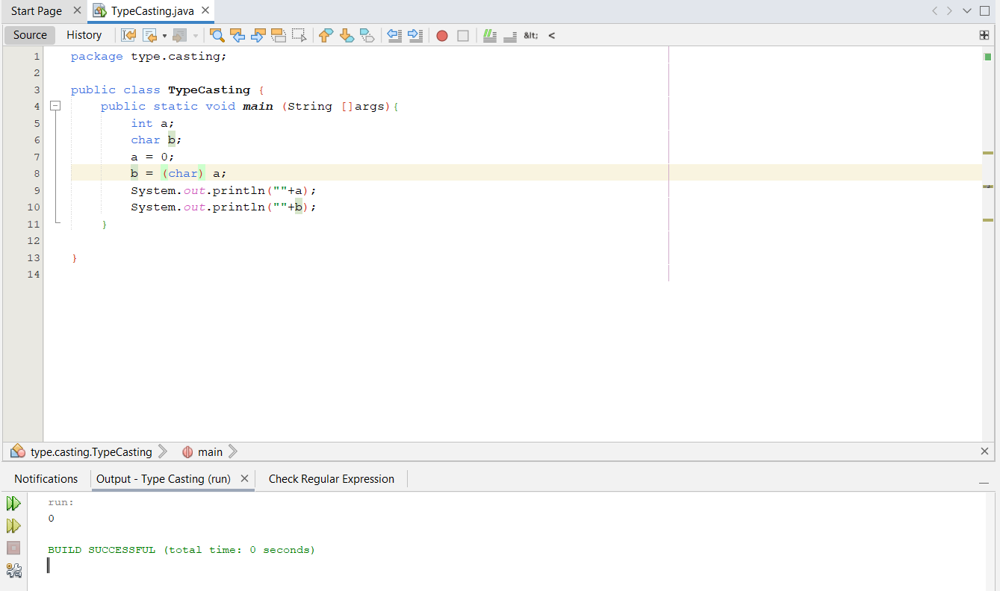 Start Page
TypeCasting.java
Source History &lt; <
1 package type.casting;
2
3 public class TypeCasting {
4 public static void main (String []args){
5 int a;
6 char b;
7 a = 0;
8 b = (char) a;
9 System.out.println(""+a);
10 System.out.println(""+b);
11 }
12
13 }
14
type.casting.TypeCasting main
Notifications Output - Type Casting (run) Check Regular Expression
run:
0
BUILD SUCCESSFUL (total time: 0 seconds)